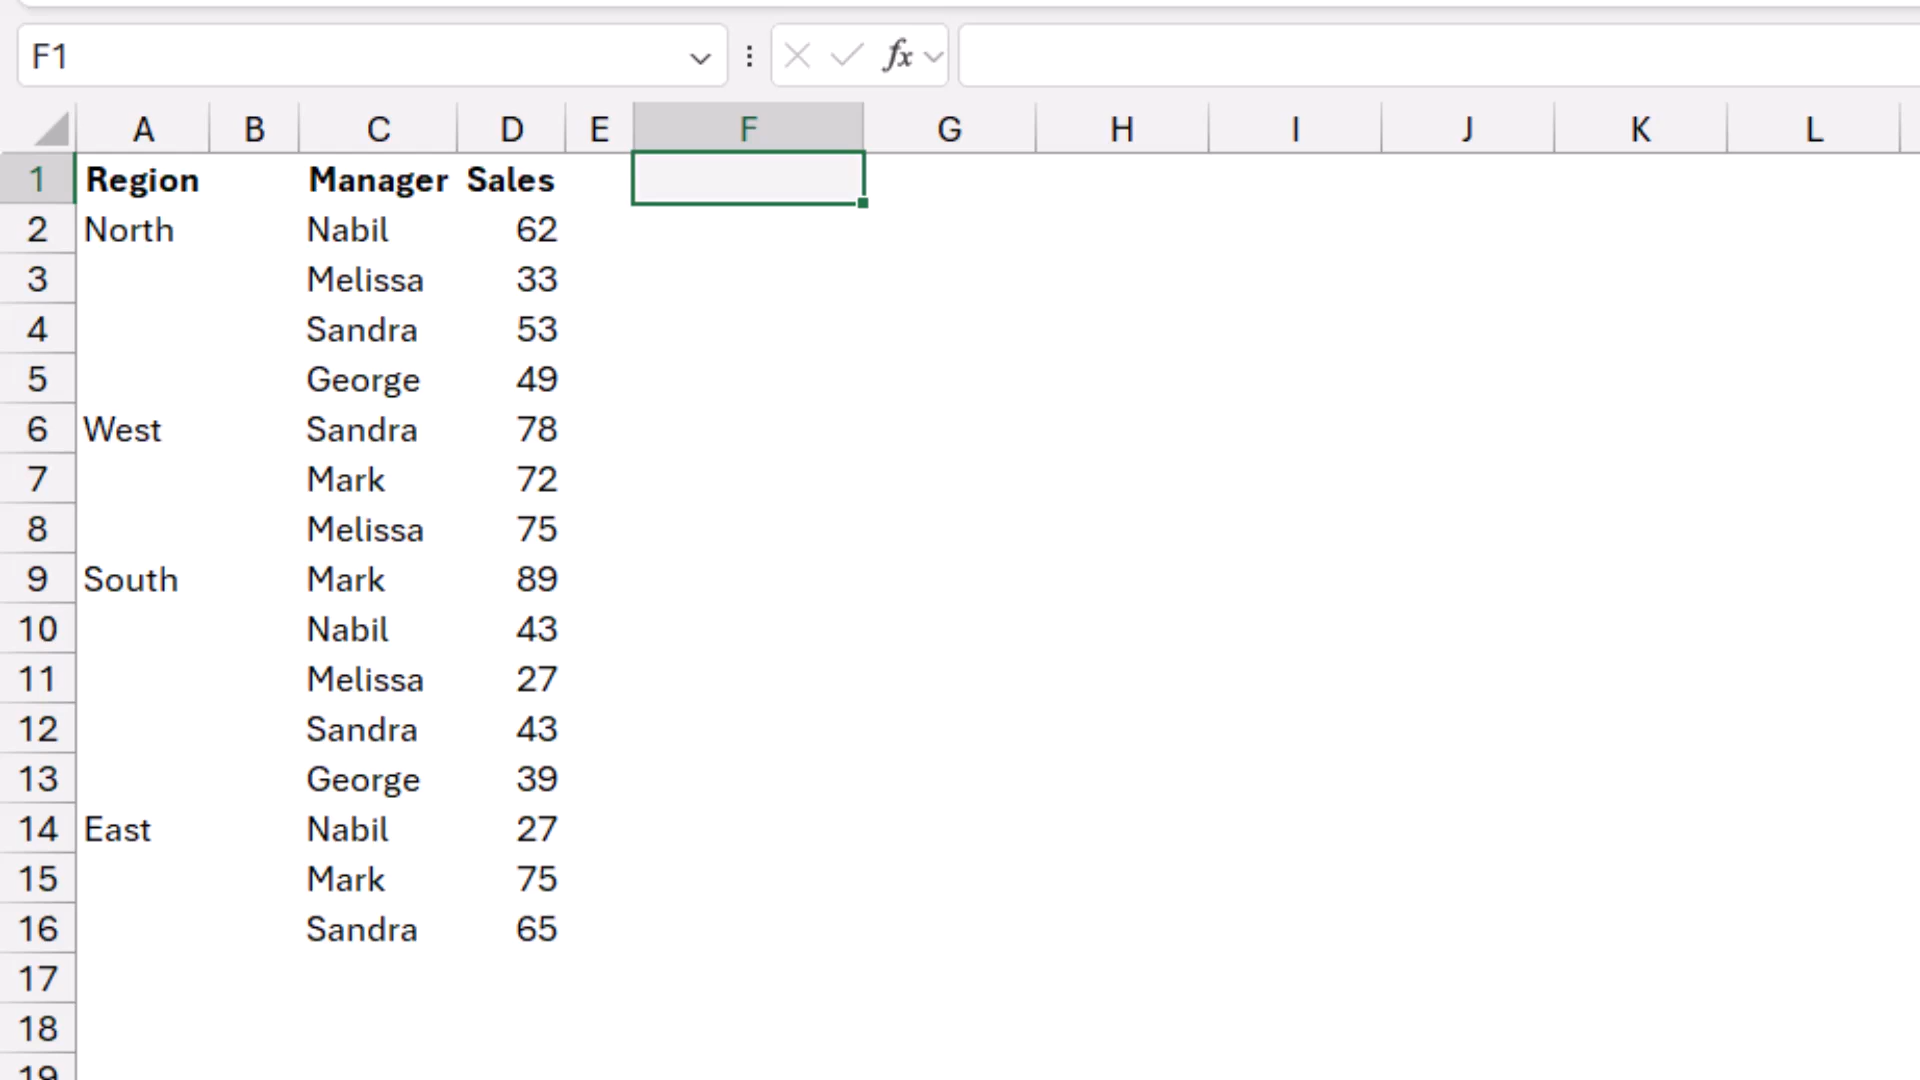 F1 fx
A B C D E F G H I J K L
1 Region Manager Sales
2 North Nabil 62
3 Melissa 33
4 Sandra 53
5 George 49
6 West Sandra 78
7 Mark 72
8 Melissa 75
9 South Mark 89
10 Nabil 43
11 Melissa 27
12 Sandra 43
13 George 39
14 East Nabil 27
15 Mark 75
16 Sandra 65
17
18
19